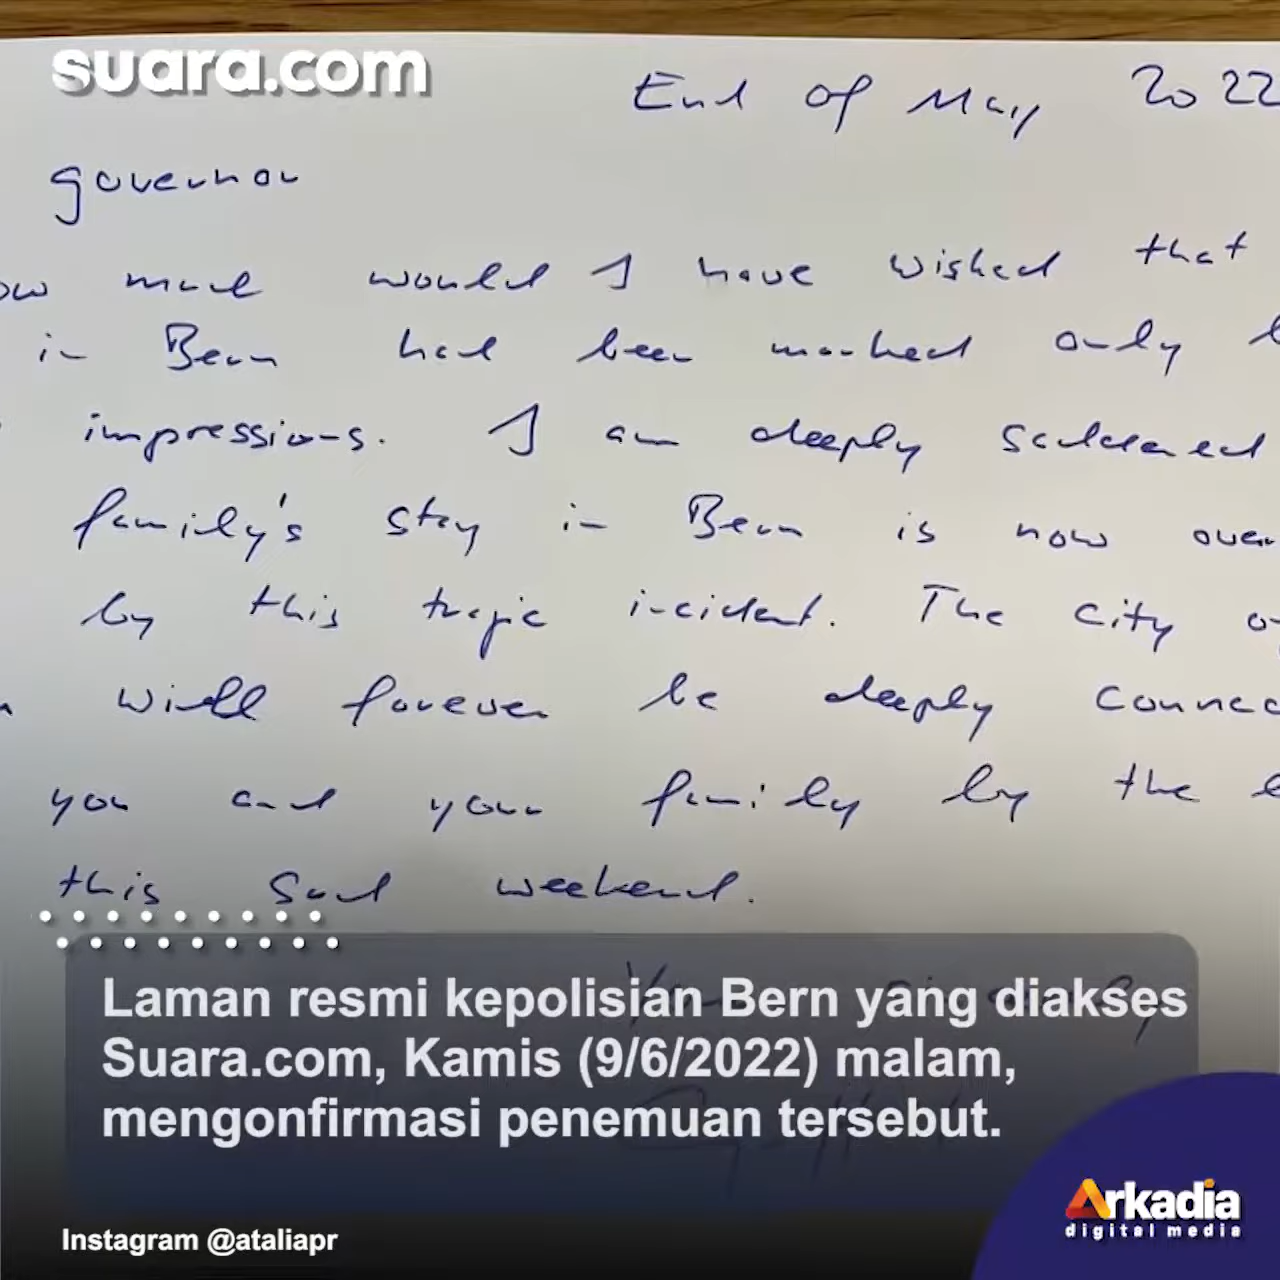 suara.com
End of May 2022
governor
much would I have wished that
in Bern had been marked only
impressions. I am deeply saddened
family's stay in Bern is now
by this tragic incident. The city
will forever be deeply
you and your family by the
this sad weekend.
Laman resmi kepolisian Bern yang diakses
Suara.com, Kamis (9/6/2022) malam,
mengonfirmasi penemuan tersebut.
Arkadia
digital media
Instagram @ataliapr